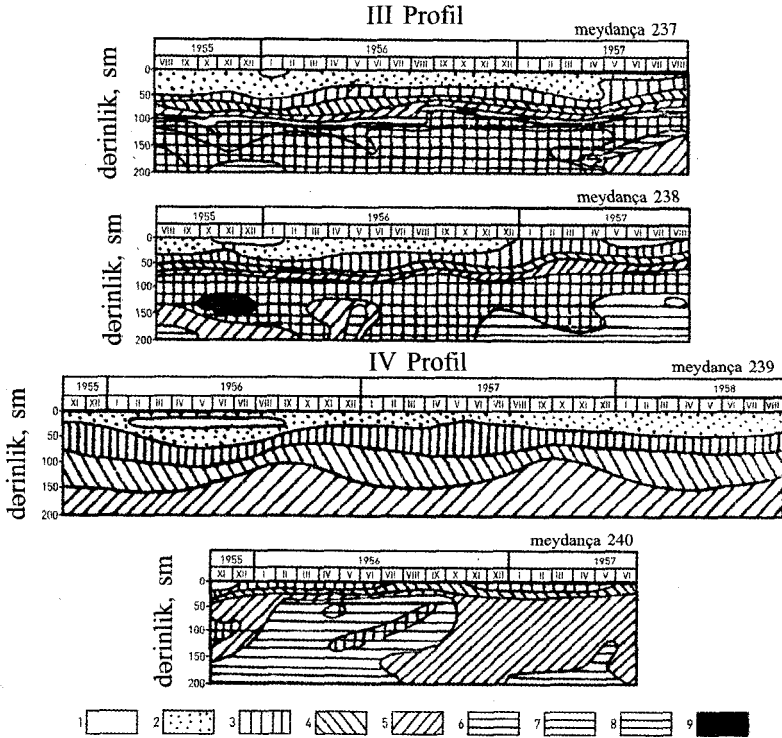 III Profil
meydança 237
1955 1956 1957
VIII IX X XI XII I II III IV V VI VII VIII IX X XI XII I II III IV V VI VII VIII
dərinlik, sm
0
50
100
150
200
meydança 238
1955 1956 1957
VIII IX X XI XII I II III IV V VI VII VIII IX X XI XII I II III IV V VI VII VIII
dərinlik, sm
0
50
100
150
200
IV Profil
meydança 239
1955 1956 1957 1958
XI XII I II III IV V VI VII VIII IX X XI XII I II III IV V VI VII VIII IX X XI XII I II III IV V VI VII VIII
dərinlik, sm
0
50
100
150
200
meydança 240
1955 1956 1957
XI XII I II III IV V VI VII VIII IX X XI XII I II III IV V VI
dərinlik, sm
0
50
100
150
200
1 2 3 4 5 6 7 8 9